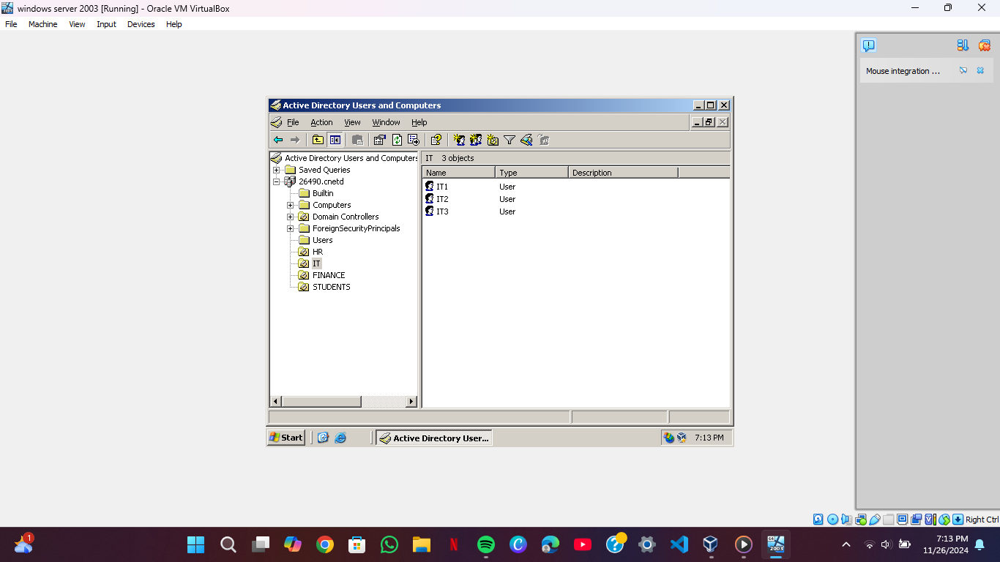 windows server 2003 [Running] - Oracle VM VirtualBox
File Machine View Input Devices Help
Mouse integration ...
Active Directory Users and Computers
File Action View Window Help
Active Directory Users and Computers
Saved Queries
26490.cnetd
Builtin
Computers
Domain Controllers
ForeignSecurityPrincipals
Users
HR
IT
FINANCE
STUDENTS
IT 3 objects
Name Type Description
IT1 User
IT2 User
IT3 User
Start Active Directory User... 7:13 PM
Right Ctrl
1
64
2003
7:13 PM
11/26/2024